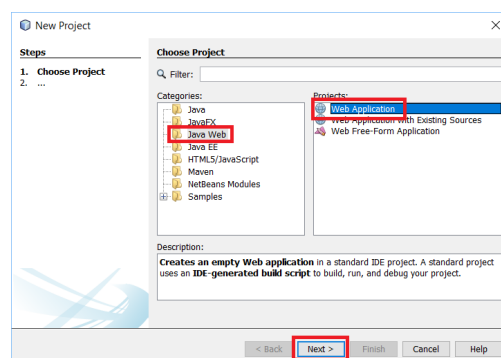 New Project
Steps
1. Choose Project
2. ...
Choose Project
Filter:
Categories:
Java
JavaFX
Java Web
Java EE
HTML5/JavaScript
Maven
NetBeans Modules
Samples
Projects:
Web Application
Web Application with Existing Sources
Web Free-Form Application
Description:
Creates an empty Web application in a standard IDE project. A standard project
uses an IDE-generated build script to build, run, and debug your project.
< Back
Next >
Finish
Cancel
Help